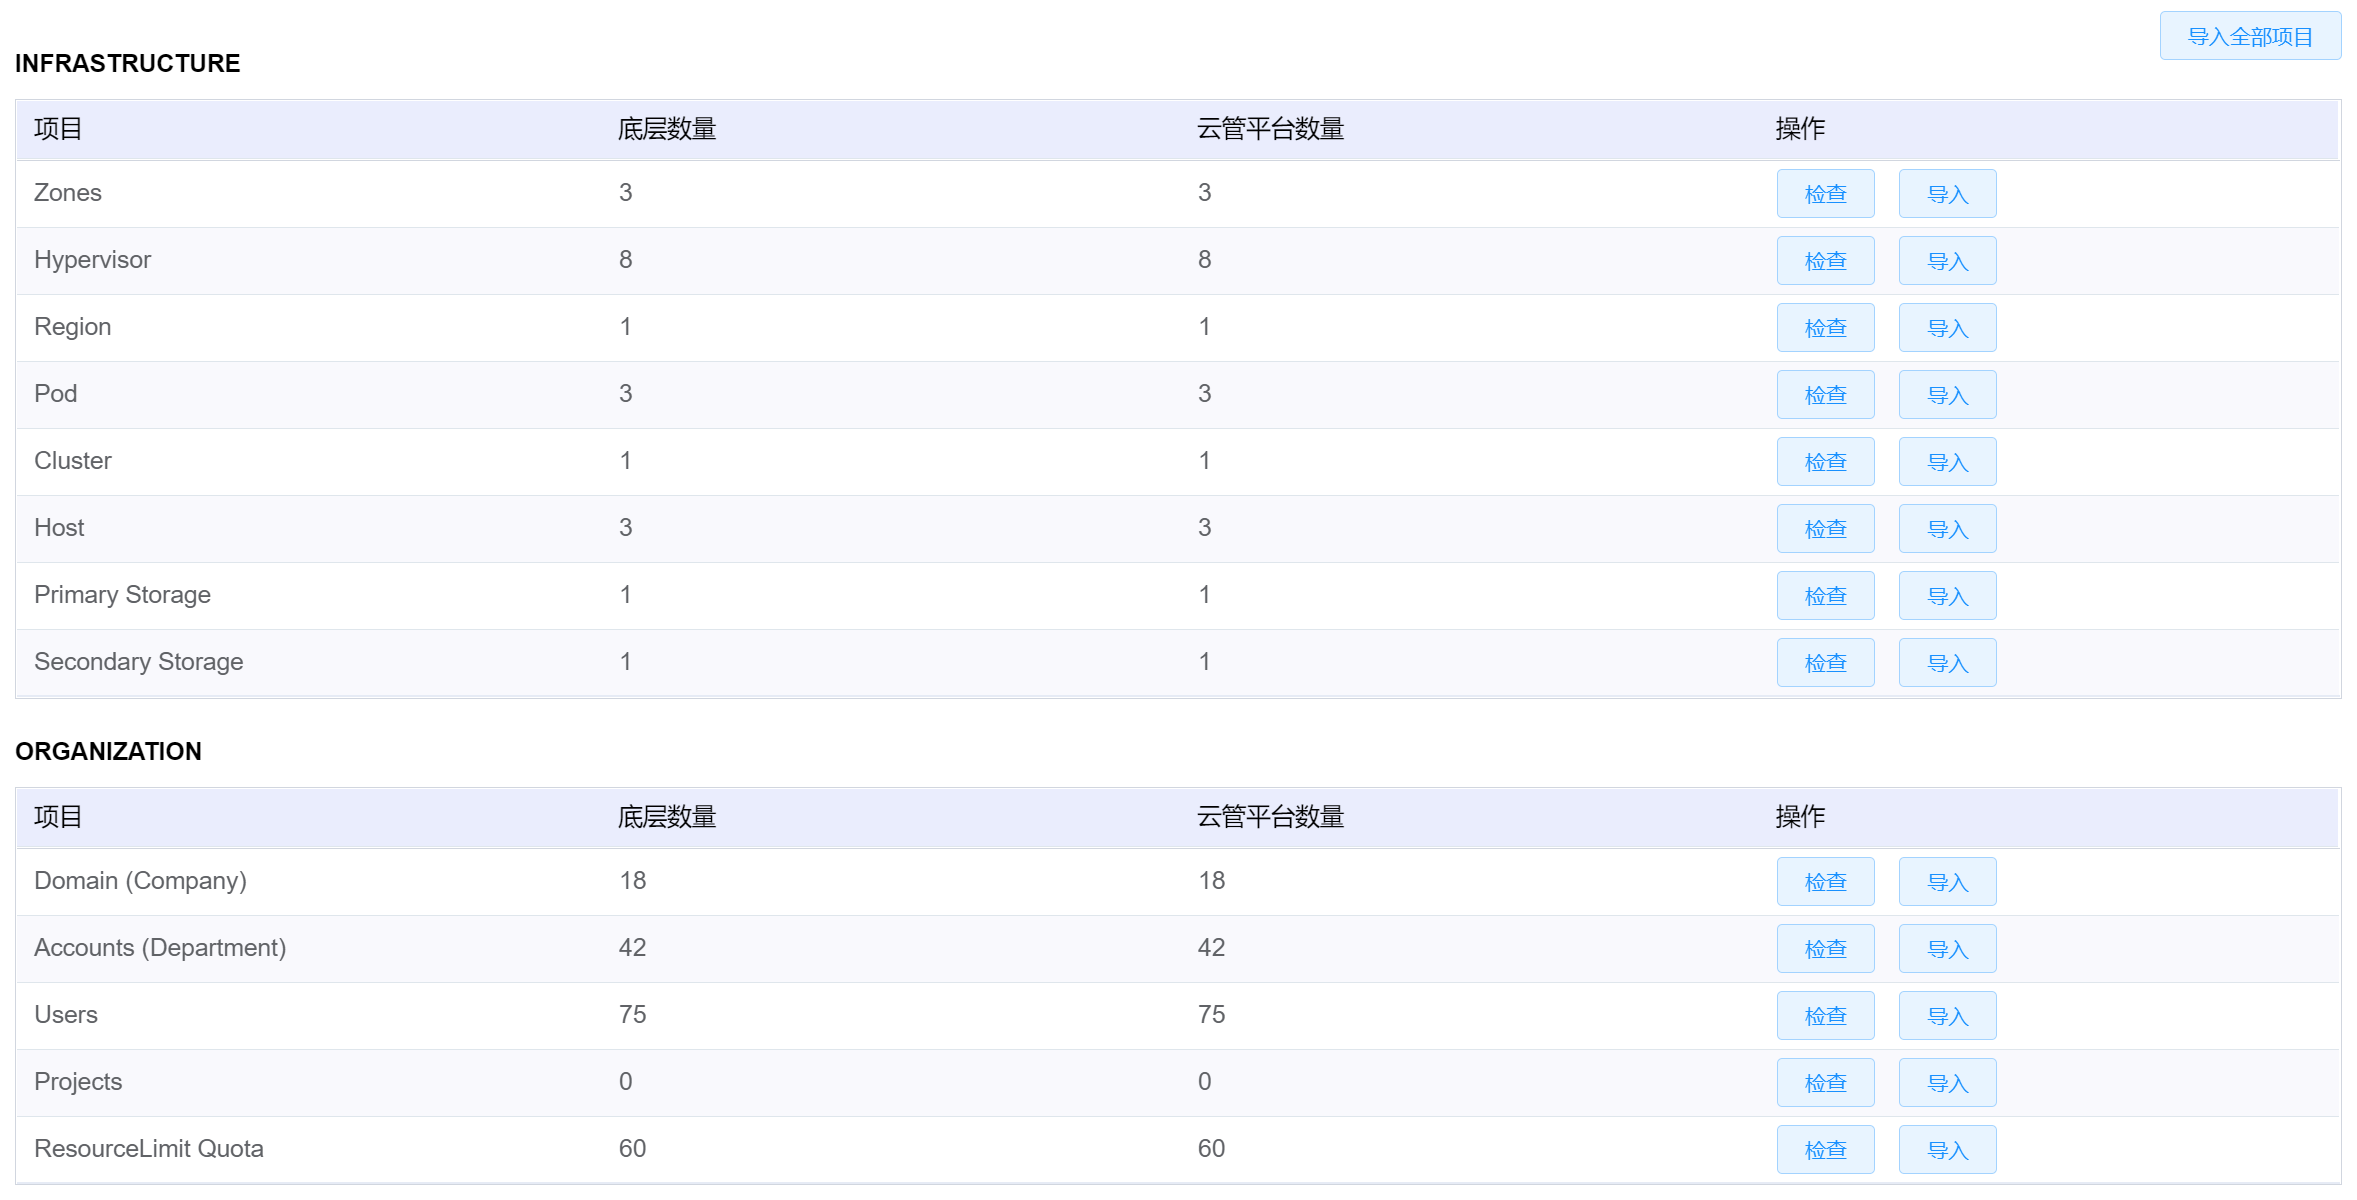 导入全部项目
INFRASTRUCTURE
项目 底层数量 云管平台数量 操作
Zones 3 3 检查 导入
Hypervisor 8 8 检查 导入
Region 1 1 检查 导入
Pod 3 3 检查 导入
Cluster 1 1 检查 导入
Host 3 3 检查 导入
Primary Storage 1 1 检查 导入
Secondary Storage 1 1 检查 导入
ORGANIZATION
项目 底层数量 云管平台数量 操作
Domain (Company) 18 18 检查 导入
Accounts (Department) 42 42 检查 导入
Users 75 75 检查 导入
Projects 0 0 检查 导入
ResourceLimit Quota 60 60 检查 导入